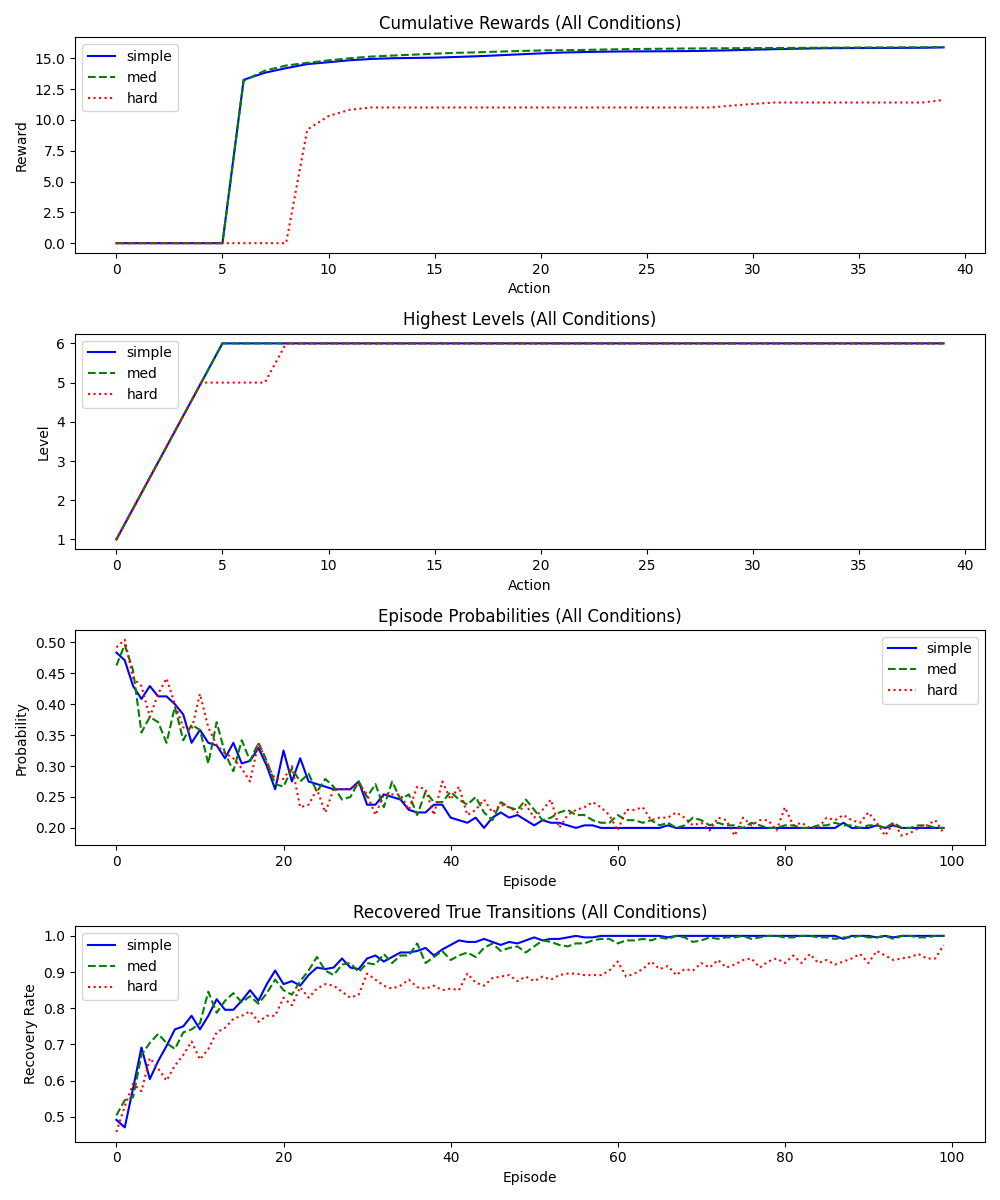 Cumulative Rewards (All Conditions)
15.0
12.5
10.0
7.5
5.0
2.5
0.0
Reward
simple
med
hard
0 5 10 15 20 25 30 35 40
Action
Highest Levels (All Conditions)
6
5
4
3
2
1
Level
simple
med
hard
0 5 10 15 20 25 30 35 40
Action
Episode Probabilities (All Conditions)
0.50
0.45
0.40
0.35
0.30
0.25
0.20
Probability
simple
med
hard
0 20 40 60 80 100
Episode
Recovered True Transitions (All Conditions)
1.0
0.9
0.8
0.7
0.6
0.5
Recovery Rate
simple
med
hard
0 20 40 60 80 100
Episode